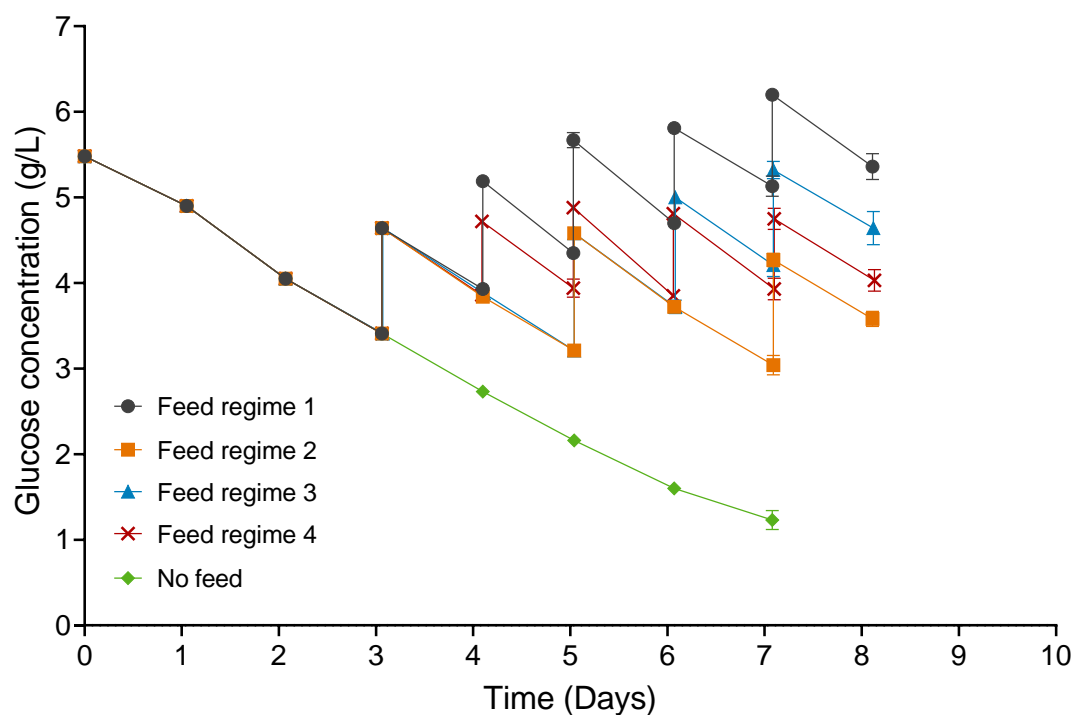 Glucose concentration (g/L)
7
6
5
4
3
2
1
0
Feed regime 1
Feed regime 2
Feed regime 3
Feed regime 4
No feed
0 1 2 3 4 5 6 7 8 9 10
Time (Days)